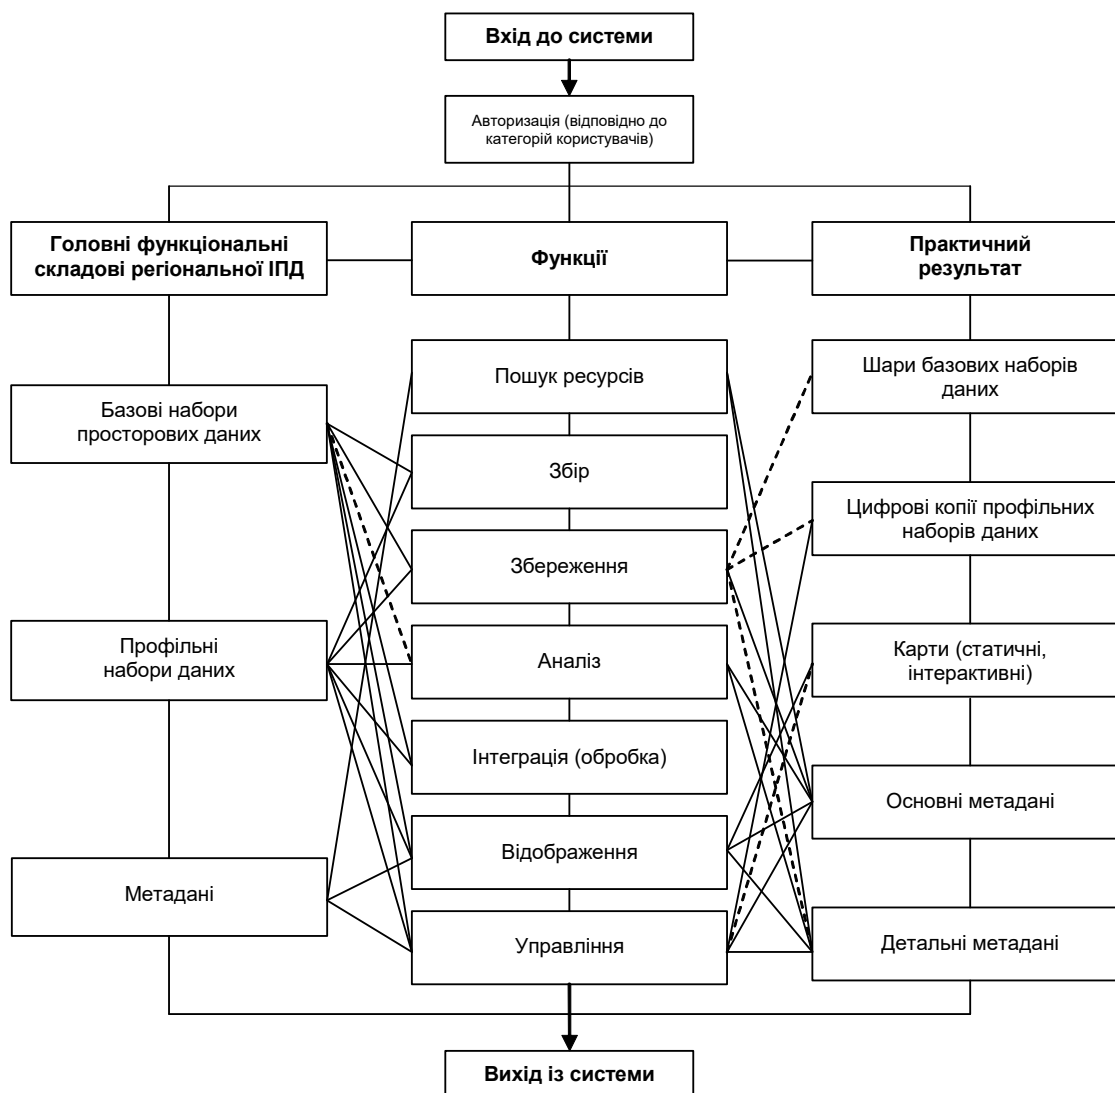 Вхід до системи
Авторизація (відповідно до
категорій користувачів)
Головні функціональні
складові регіональної ІПД
Функції
Практичний
результат
Базові набори
просторових даних
Профільні
набори даних
Метадані
Пошук ресурсів
Збір
Збереження
Аналіз
Інтеграція (обробка)
Відображення
Управління
Шари базових наборів
даних
Цифрові копії профільних
наборів даних
Карти (статичні,
інтерактивні)
Основні метадані
Детальні метадані
Вихід із системи